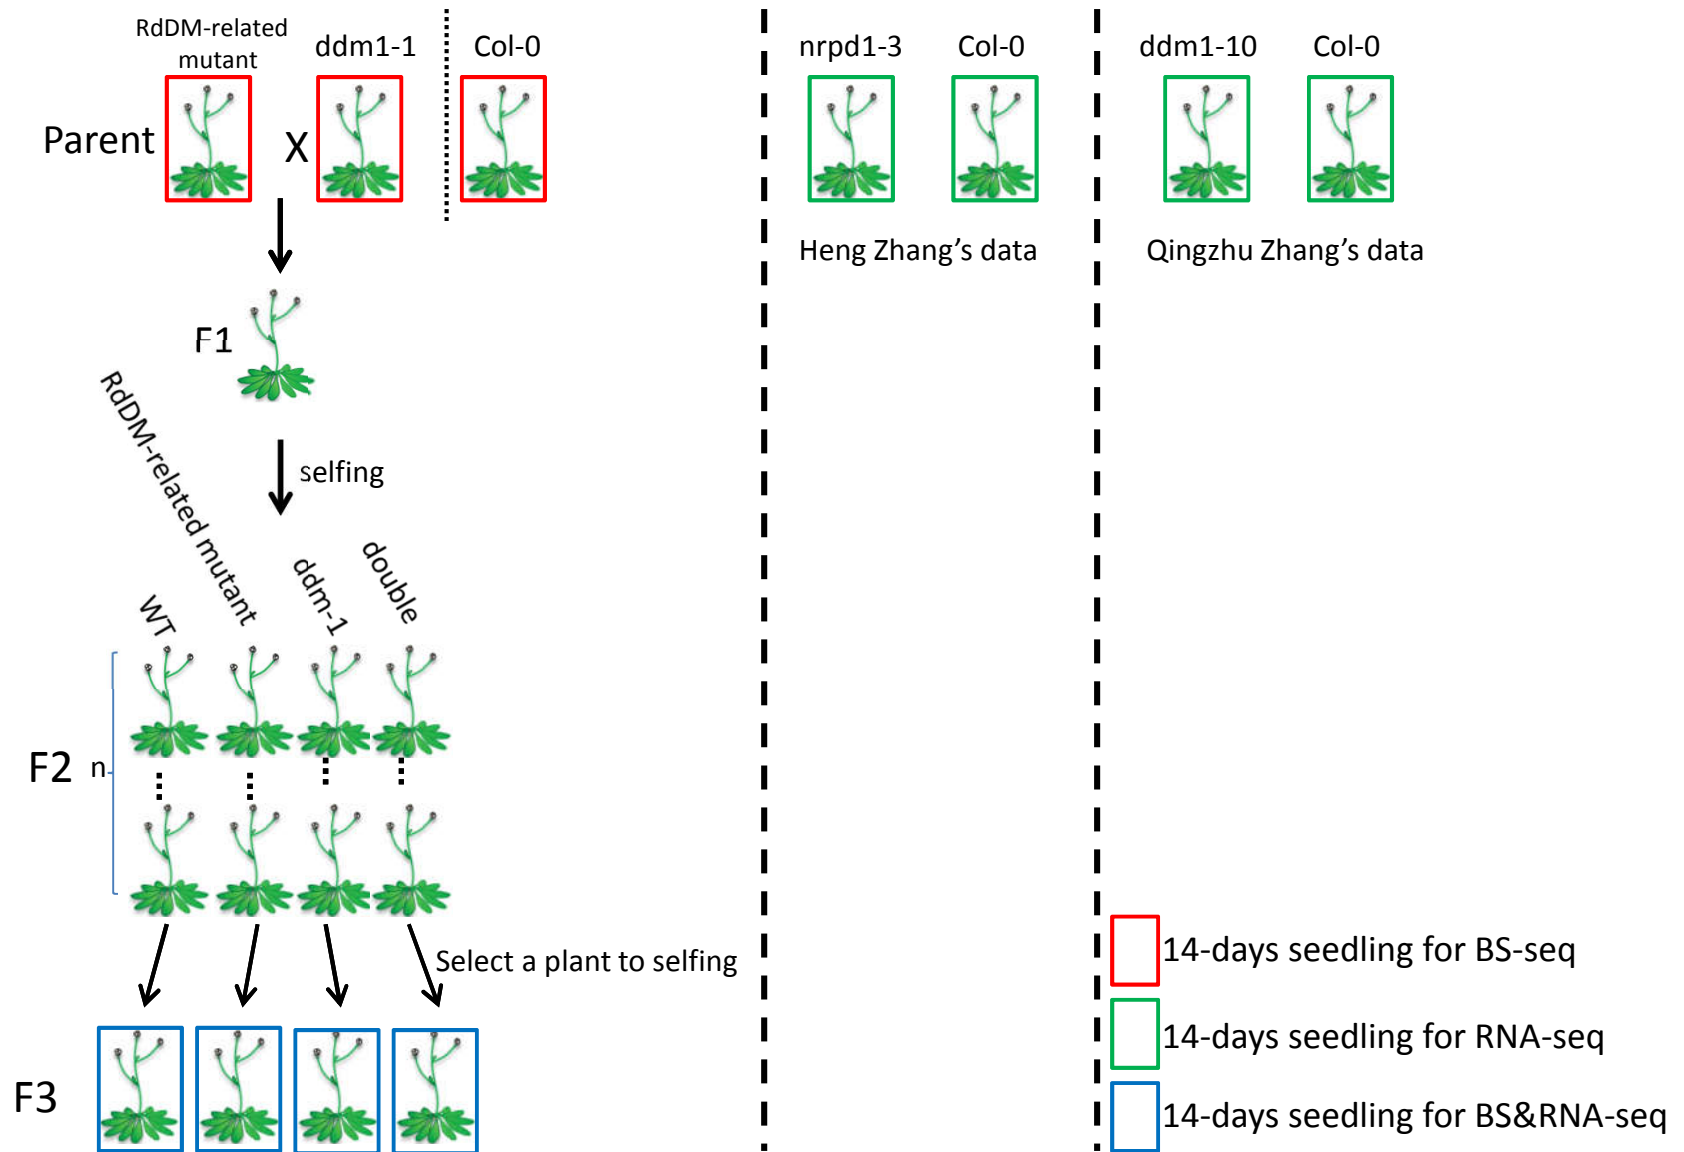 RdDM-related
mutant
ddm1-1
Col-0
nrpd1-3
Col-0
ddm1-10
Col-0
Parent
X
Heng Zhang's data
Qingzhu Zhang's data
F1
selfing
RdDM-related mutant
WT
ddm-1
double
F2
n
Select a plant to selfing
F3
14-days seedling for BS-seq
14-days seedling for RNA-seq
14-days seedling for BS&RNA-seq